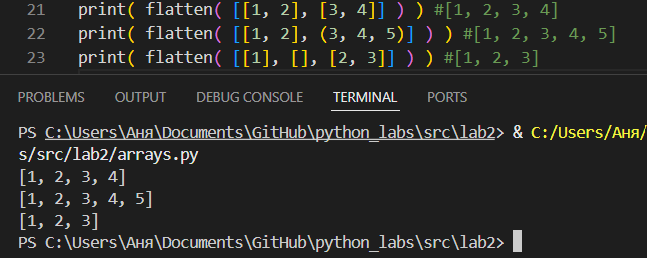 21 print( flatten( [[1, 2], [3, 4]] ) ) #[1, 2, 3, 4]
22 print( flatten( [[1, 2], (3, 4, 5)] ) ) #[1, 2, 3, 4, 5]
23 print( flatten( [[1], [], [2, 3]] ) ) #[1, 2, 3]
PROBLEMS OUTPUT DEBUG CONSOLE TERMINAL PORTS
PS C:\Users\Аня\Documents\GitHub\python_labs\src\lab2> & C:/Users/Аня/
s/src/lab2/arrays.py
[1, 2, 3, 4]
[1, 2, 3, 4, 5]
[1, 2, 3]
PS C:\Users\Аня\Documents\GitHub\python_labs\src\lab2>